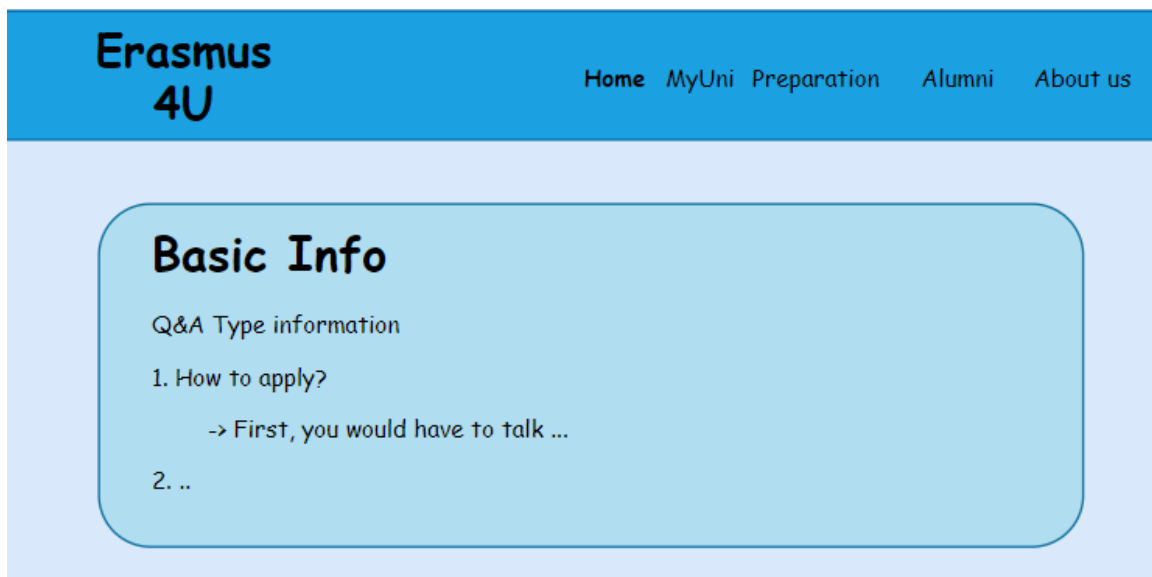 Erasmus
4U
Home MyUni Preparation Alumni About us
Basic Info
Q&A Type information
1. How to apply?
-> First, you would have to talk ...
2. ..